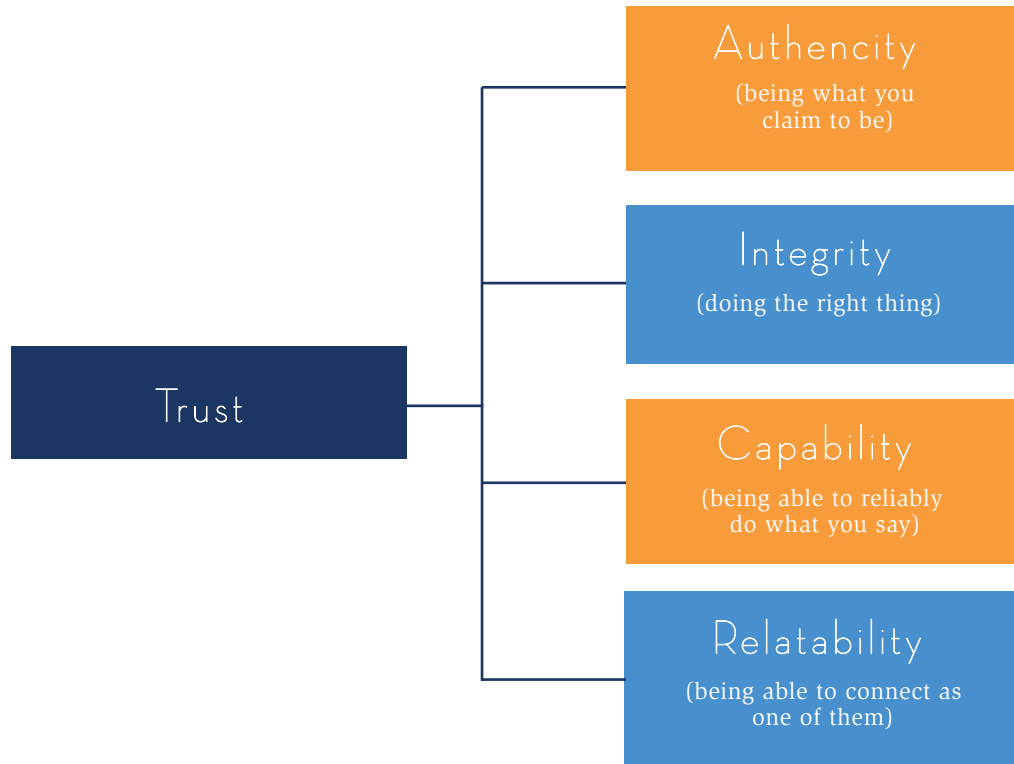 Authencity
(being what you
claim to be)
Integrity
(doing the right thing)
Trust
Capability
(being able to reliably
do what you say)
Relatability
(being able to connect as
one of them)